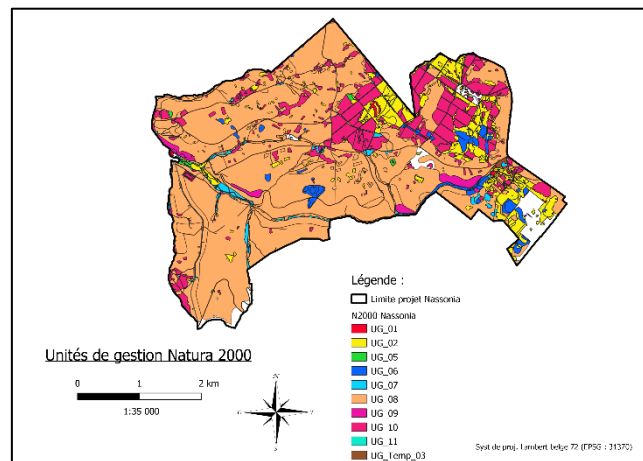 Légende :
Limite projet Nassonia
N2000 Nassonia
UG_01
UG_02
UG_05
UG_06
UG_07
UG_08
UG_09
UG_10
UG_11
UG_Temp_03
Unités de gestion Natura 2000
0 1 2 km
1:35 000
Syst de proj. Lambert belge 72 (EPSG : 31370)